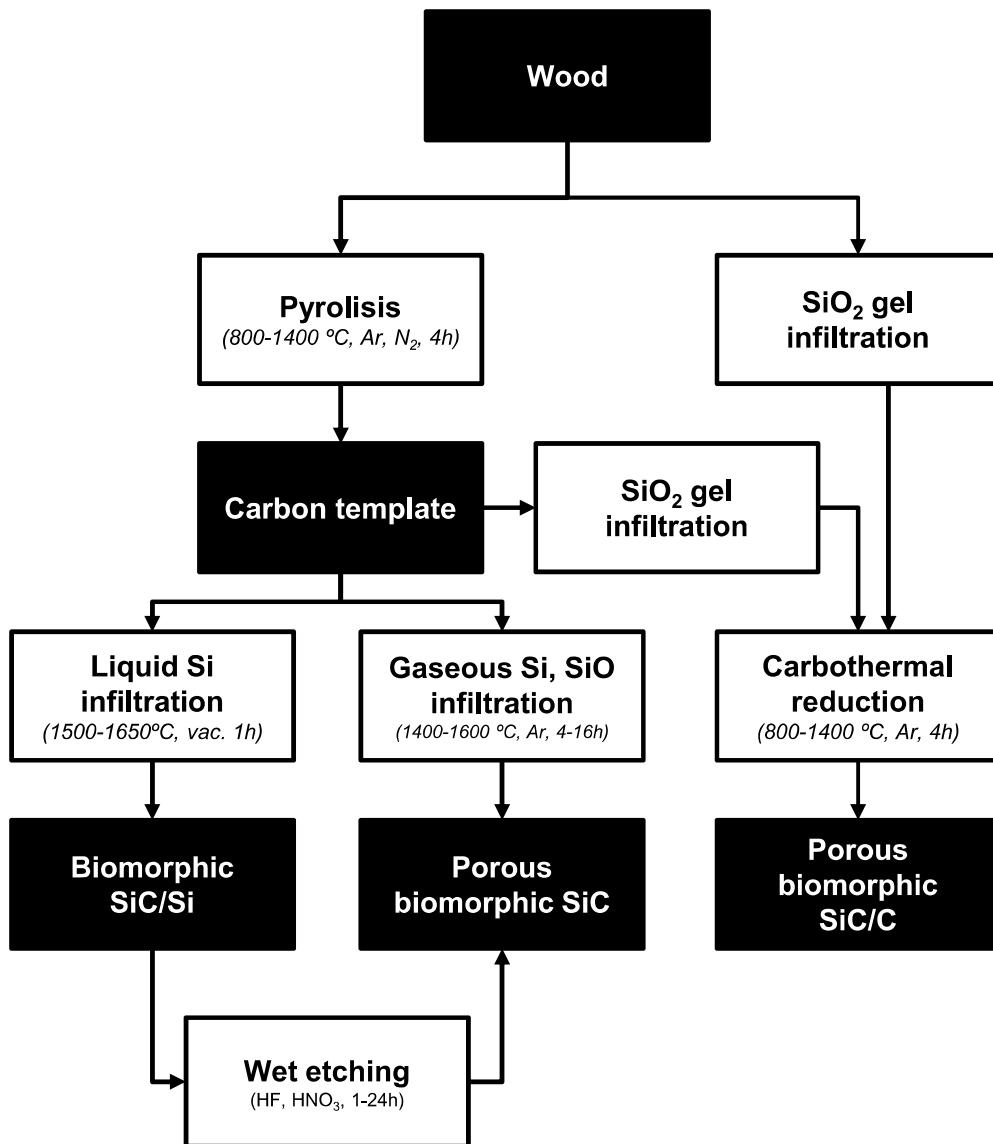 Wood
Pyrolisis
(800-1400 ºC, Ar, N₂, 4h)
SiO₂ gel
infiltration
Carbon template
SiO₂ gel
infiltration
Liquid Si
infiltration
(1500-1650ºC, vac. 1h)
Gaseous Si, SiO
infiltration
(1400-1600 ºC, Ar, 4-16h)
Carbothermal
reduction
(800-1400 ºC, Ar, 4h)
Biomorphic
SiC/Si
Porous
biomorphic SiC
Porous
biomorphic
SiC/C
Wet etching
(HF, HNO₃, 1-24h)